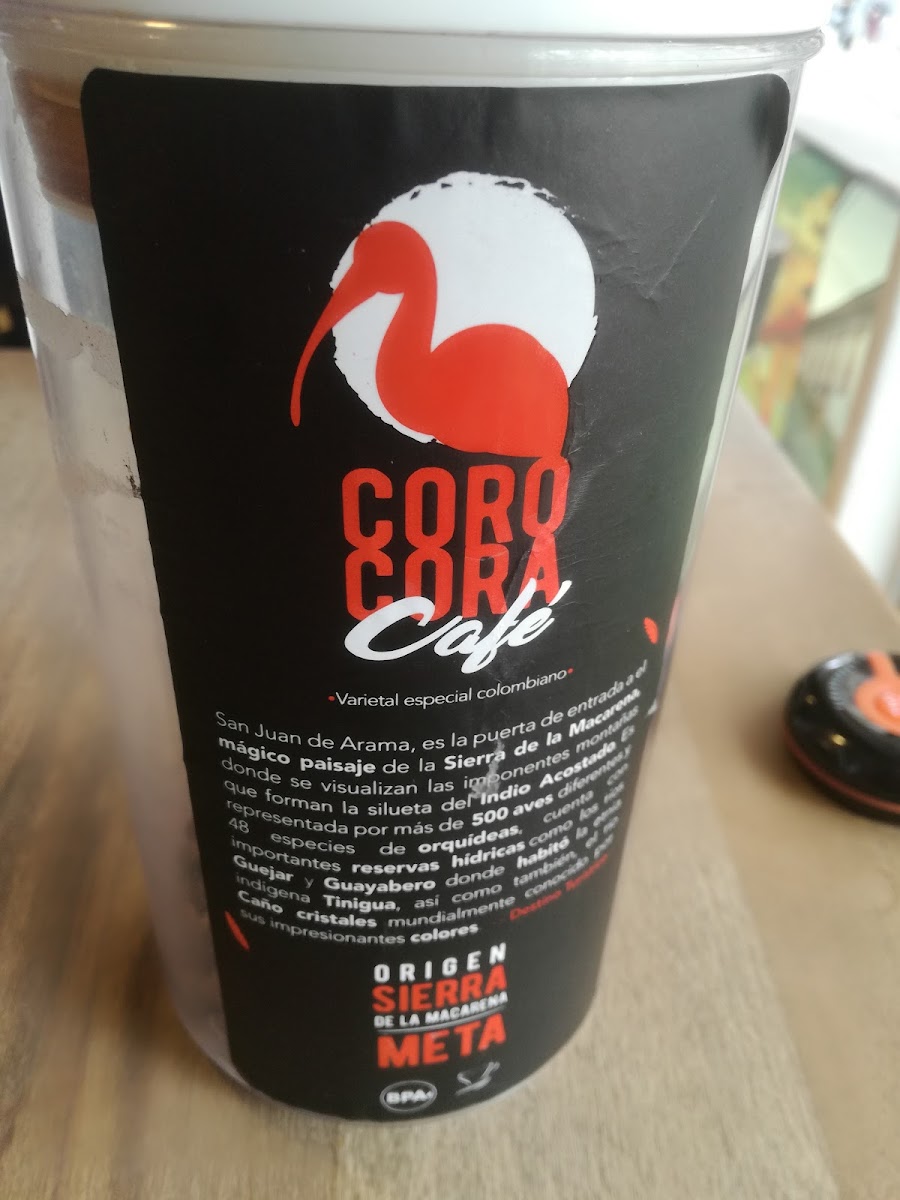 CORO
CORA
Café
•Varietal especial colombiano•
San Juan de Arama, es la puerta de entrada a el
mágico paisaje de la Sierra de la Macarena,
donde se visualizan las imponentes montañas
que forman la silueta del Indio Acostado. Es
representada por más de 500 aves diferentes y
48 especies de orquídeas, cuenta con
importantes reservas hídricas como los ríos
Guejar y Guayabero donde habitó la etnia
indígena Tinigua, así como también, el río
Caño cristales mundialmente conocido por
sus impresionantes colores. Destino Turístico
ORIGEN
SIERRA
DE LA MACARENA
META
BPA